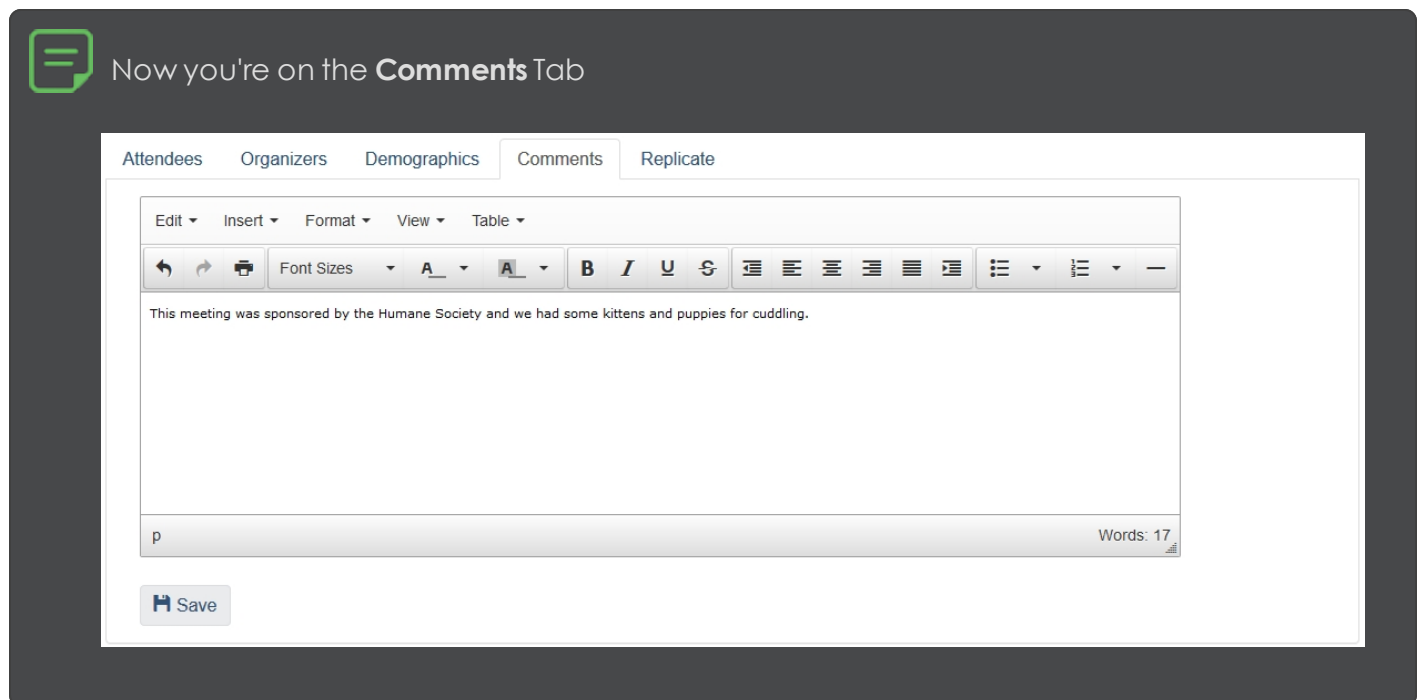 Now you're on the Comments Tab
Attendees Organizers Demographics Comments Replicate
Edit Insert Format View Table
Font Sizes A A B I U S
This meeting was sponsored by the Humane Society and we had some kittens and puppies for cuddling.
p Words: 17
Save